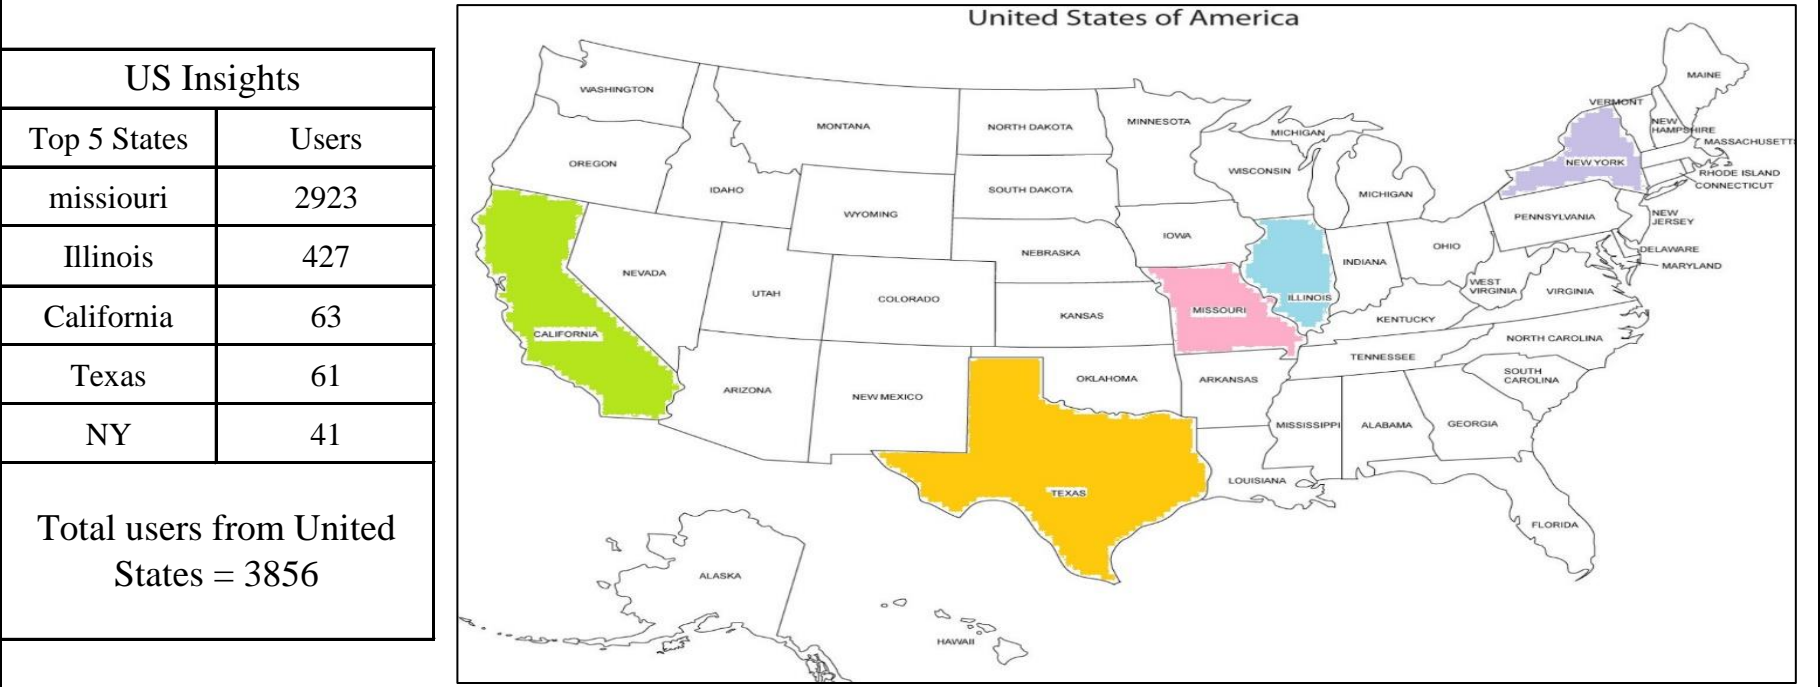 US Insights
Top 5 States Users
missiouri 2923
Illinois 427
California 63
Texas 61
NY 41
Total users from United
States = 3856
United States of America
WASHINGTON
OREGON
IDAHO
MONTANA
WYOMING
NORTH DAKOTA
SOUTH DAKOTA
NEBRASKA
KANSAS
OKLAHOMA
TEXAS
CALIFORNIA
NEVADA
UTAH
COLORADO
ARIZONA
NEW MEXICO
MINNESOTA
IOWA
MISSOURI
ARKANSAS
LOUISIANA
WISCONSIN
ILLINOIS
MICHIGAN
MICHIGAN
INDIANA
OHIO
KENTUCKY
TENNESSEE
MISSISSIPPI
ALABAMA
GEORGIA
FLORIDA
SOUTH
CAROLINA
NORTH CAROLINA
VIRGINIA
WEST
VIRGINIA
PENNSYLVANIA
NEW YORK
VERMONT
NEW
HAMPSHIRE
MAINE
MASSACHUSETT
RHODE ISLAND
CONNECTICUT
NEW
JERSEY
DELAWARE
MARYLAND
ALASKA
HAWAII